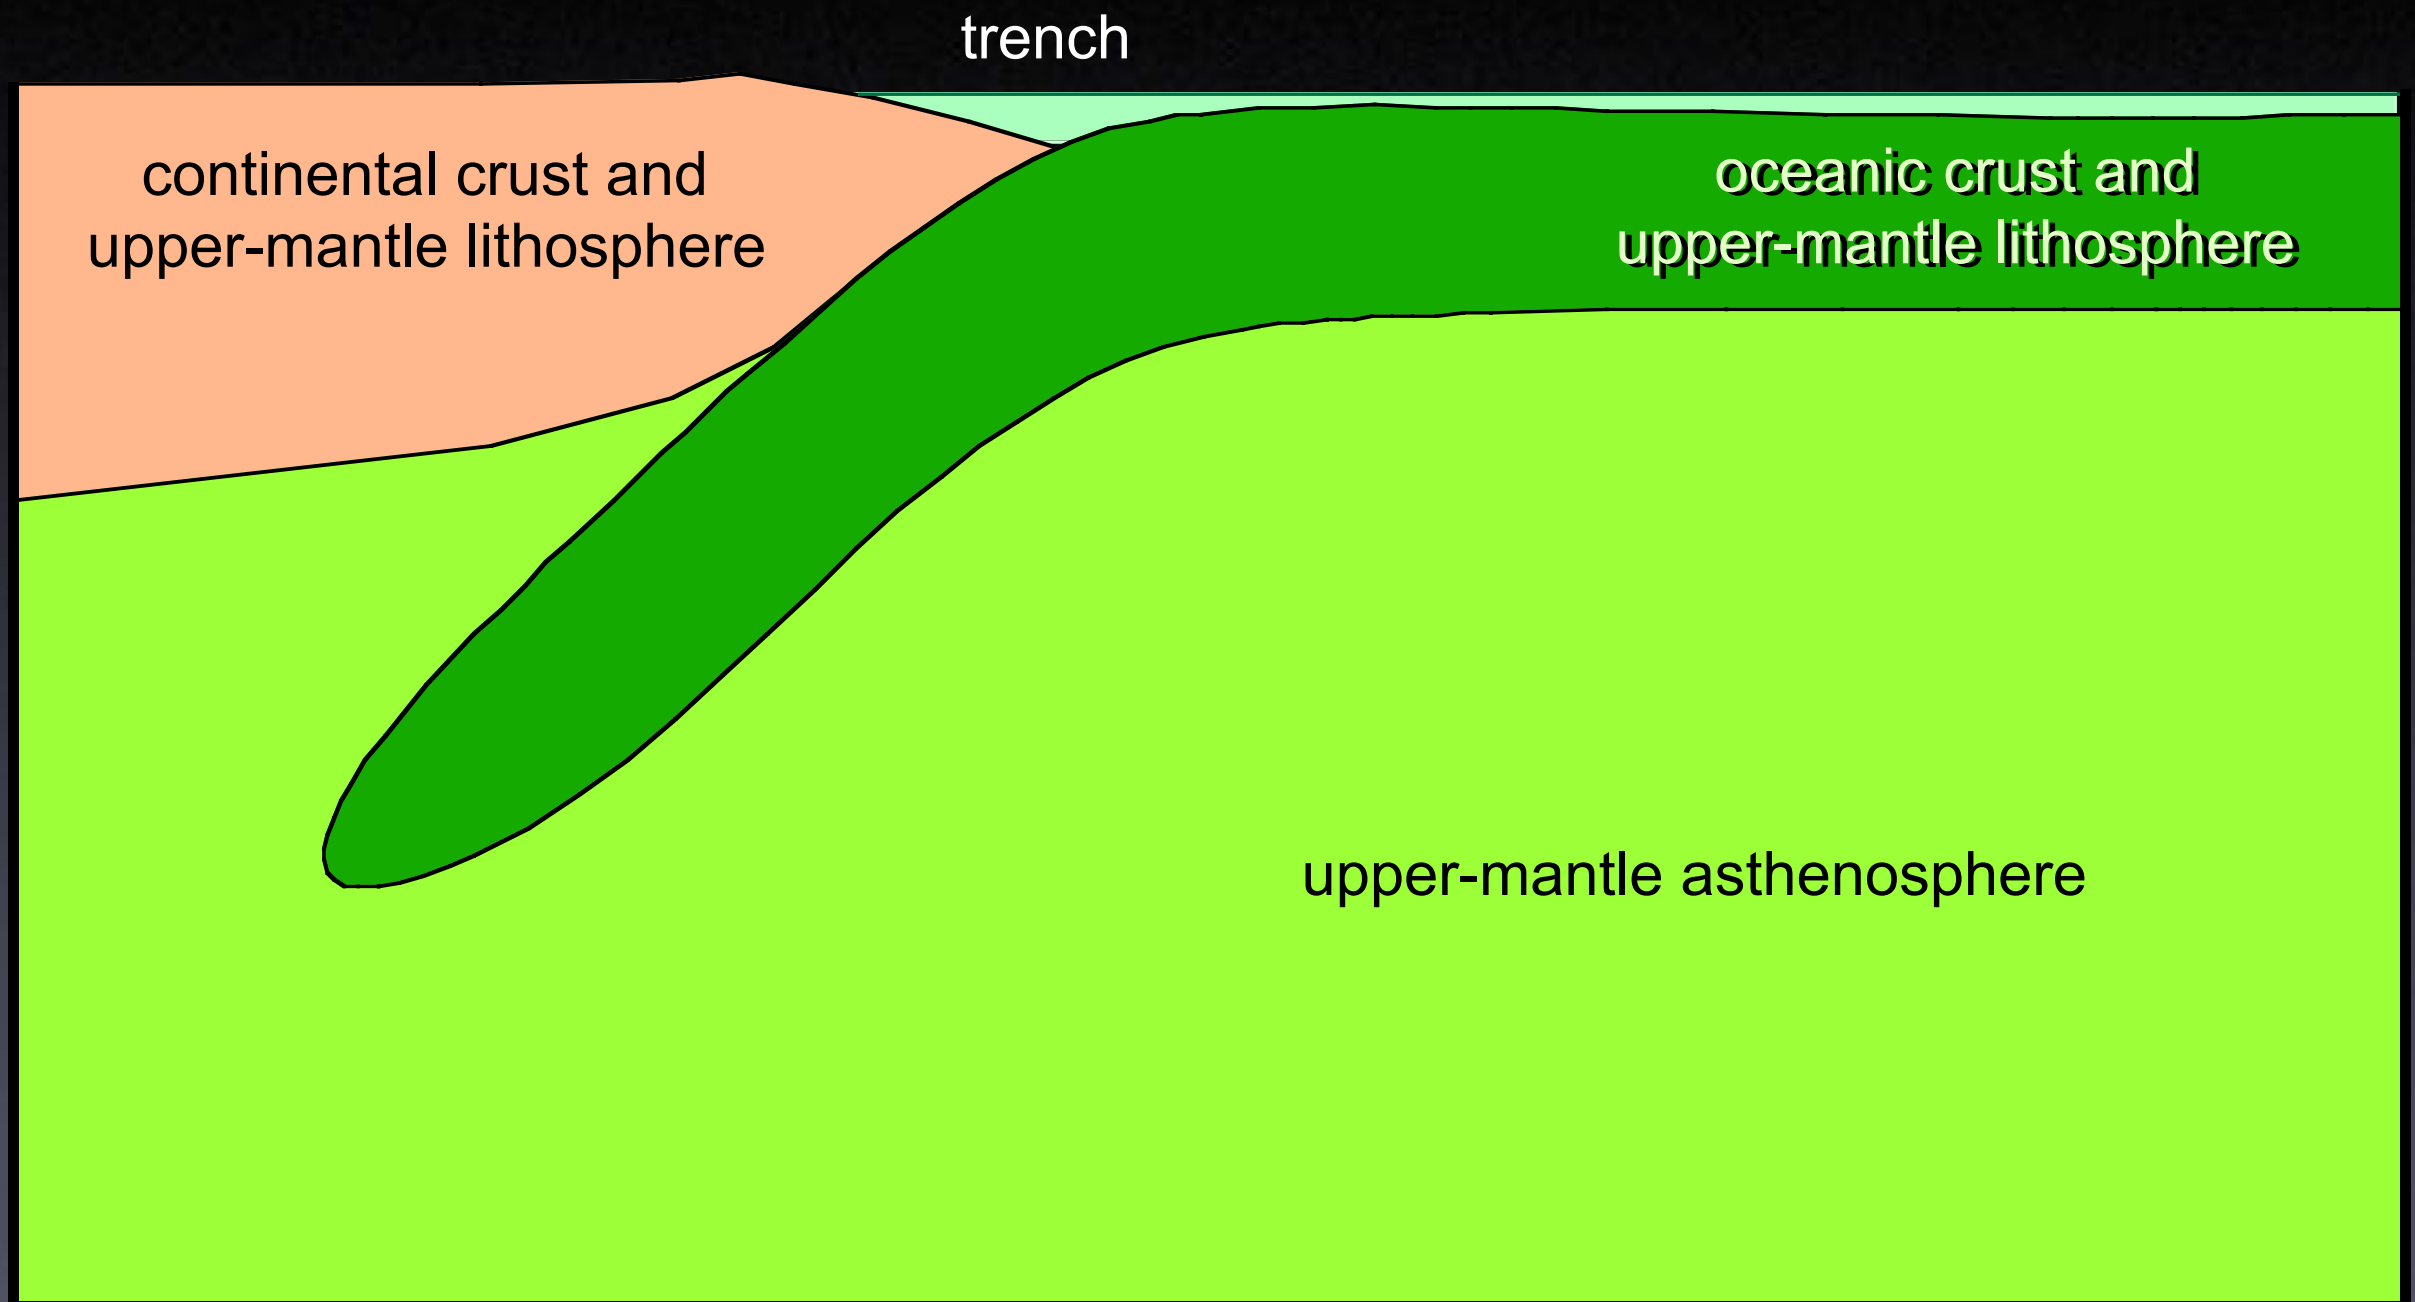 trench
continental crust and
upper-mantle lithosphere
oceanic crust and
upper-mantle lithosphere
upper-mantle asthenosphere